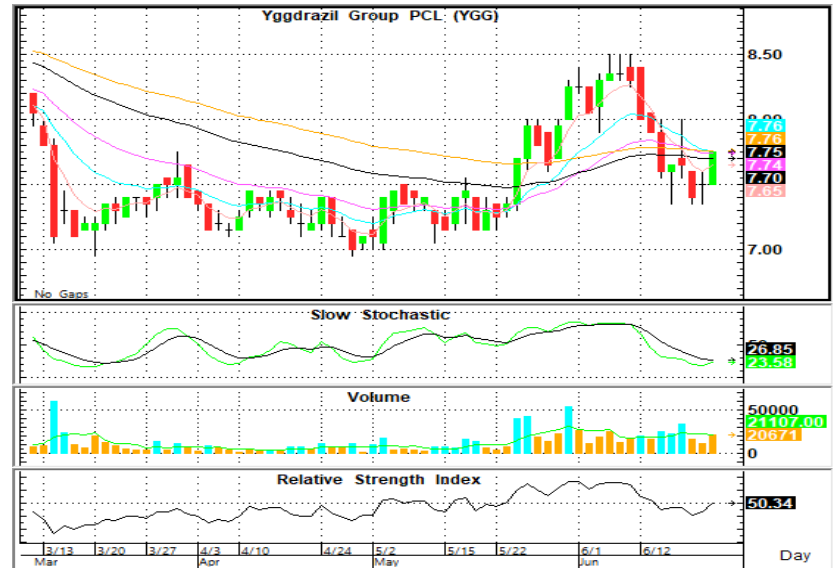 Yggdrazil Group PCL (YGG)
8.50
7.76
7.76
7.75
7.74
7.70
7.65
7.00
No Gaps
Slow Stochastic
26.85
23.58
Volume
50000
21107.00
20671
0
Relative Strength Index
50.34
3/13 3/20 3/27 4/3 4/10 4/24 5/2 5/15 5/22 6/1 6/12
Mar Apr May Jun Day